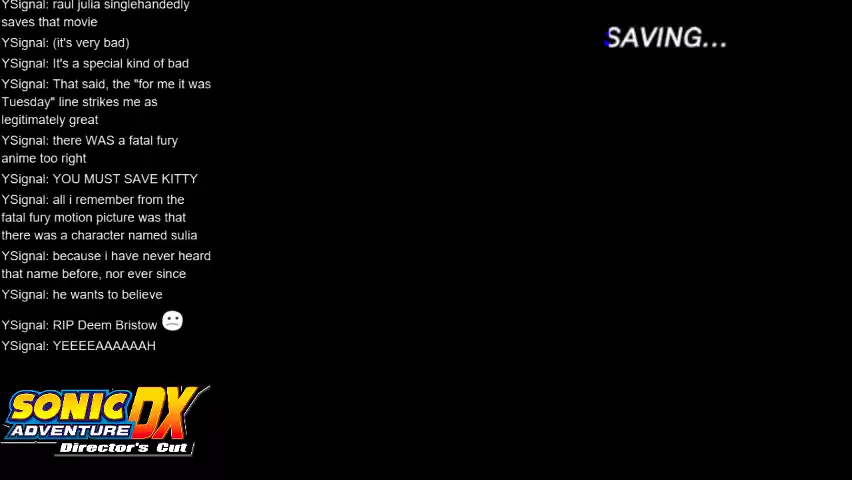 YSignal: raul julia singlehandedly
saves that movie
YSignal: (it's very bad)
YSignal: It's a special kind of bad
YSignal: That said, the "for me it was
Tuesday" line strikes me as
legitimately great
YSignal: there WAS a fatal fury
anime too right
YSignal: YOU MUST SAVE KITTY
YSignal: all i remember from the
fatal fury motion picture was that
there was a character named sulia
YSignal: because i have never heard
that name before, nor ever since
YSignal: he wants to believe
YSignal: RIP Deem Bristow
YSignal: YEEEEAAAAAAH
SONIC DX
ADVENTURE
Director's Cut
SAVING...